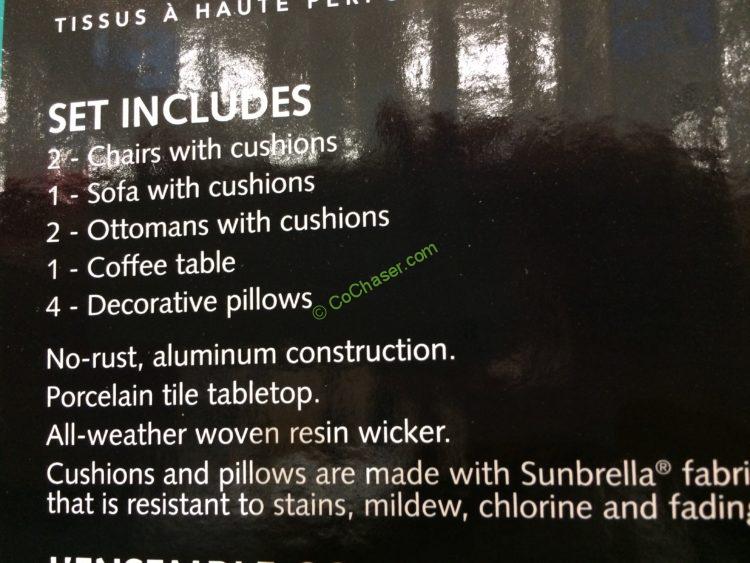 TISSUS À HAUTE
SET INCLUDES
2 - Chairs with cushions
1 - Sofa with cushions
2 - Ottomans with cushions
1 - Coffee table
4 - Decorative pillows
© CoChaser.com
No-rust, aluminum construction.
Porcelain tile tabletop.
All-weather woven resin wicker.
Cushions and pillows are made with Sunbrella® fabri
that is resistant to stains, mildew, chlorine and fading
L'ENSEMBLE